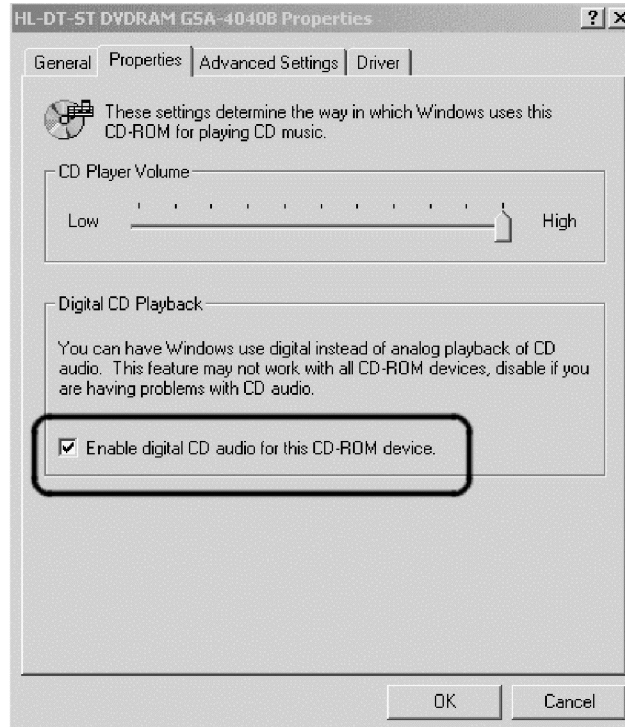 HL-DT-ST DVDRAM GSA-4040B Properties
General Properties Advanced Settings Driver
These settings determine the way in which Windows uses this
CD-ROM for playing CD music.
CD Player Volume
Low High
Digital CD Playback
You can have Windows use digital instead of analog playback of CD
audio. This feature may not work with all CD-ROM devices, disable if you
are having problems with CD audio.
Enable digital CD audio for this CD-ROM device.
OK Cancel